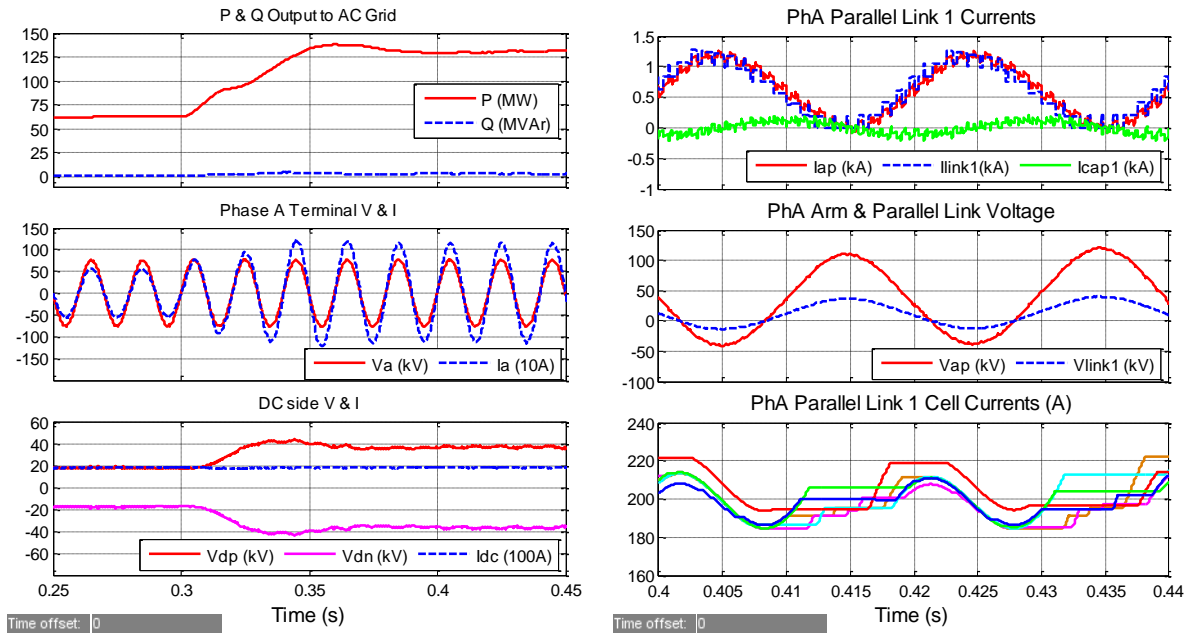 P & Q Output to AC Grid
150
125
100
75
50
25
0
P (MW)
Q (MVAr)
Phase A Terminal V & I
150
100
50
0
-50
-100
-150
Va (kV)
Ia (10A)
DC side V & I
60
40
20
0
-20
-40
-60
Vdp (kV)
Vdn (kV)
Idc (100A)
0.25
0.3
0.35
0.4
0.45
Time (s)
Time offset: 0
PhA Parallel Link 1 Currents
1.5
1
0.5
0
-0.5
-1
Iap (kA)
Ilink1(kA)
Icap1 (kA)
PhA Arm & Parallel Link Voltage
150
100
50
0
-50
-100
Vap (kV)
Vlink1 (kV)
PhA Parallel Link 1 Cell Currents (A)
240
220
200
180
160
0.4
0.405
0.41
0.415
0.42
0.425
0.43
0.435
0.44
Time (s)
Time offset: 0